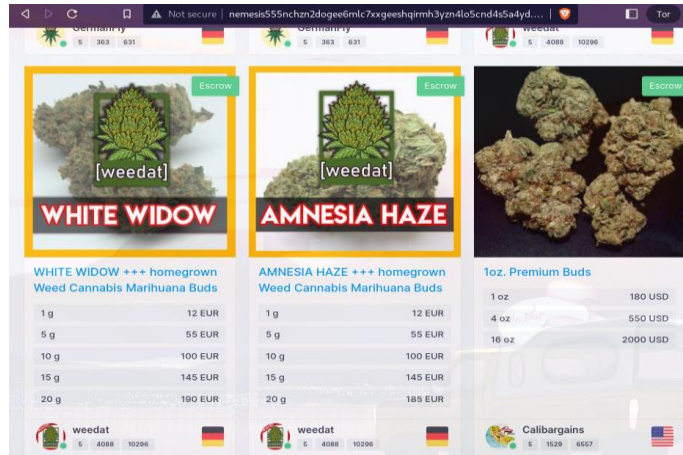 Not secure
nemesis555nchzn2dogee6mlc7xxgeeshqirmh3yzn4lo5cnd4s5a4yd....
Tor
GermanFly
5 363 631
GermanFly
5 363 631
weedat
5 4088 10296
Escrow
[weedat]
WHITE WIDOW
WHITE WIDOW +++ homegrown
Weed Cannabis Marihuana Buds
1 g 12 EUR
5 g 55 EUR
10 g 100 EUR
15 g 145 EUR
20 g 190 EUR
weedat
5 4088 10296
Escrow
[weedat]
AMNESIA HAZE
AMNESIA HAZE +++ homegrown
Weed Cannabis Marihuana Buds
1 g 12 EUR
5 g 55 EUR
10 g 100 EUR
15 g 145 EUR
20 g 185 EUR
weedat
5 4088 10296
Escrow
1oz. Premium Buds
1 oz 180 USD
4 oz 550 USD
16 oz 2000 USD
Calibargains
5 1529 6557